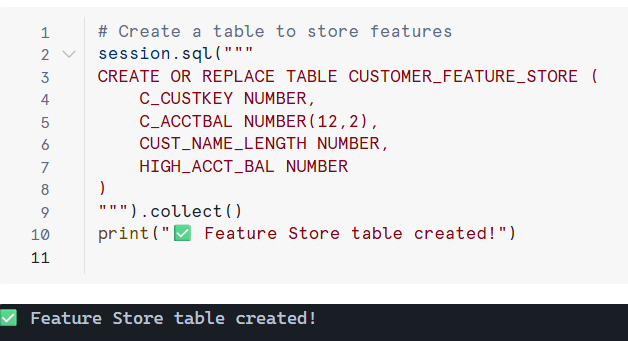 1 # Create a table to store features
2 session.sql("""
3 CREATE OR REPLACE TABLE CUSTOMER_FEATURE_STORE (
4     C_CUSTKEY NUMBER,
5     C_ACCTBAL NUMBER(12,2),
6     CUST_NAME_LENGTH NUMBER,
7     HIGH_ACCT_BAL NUMBER
8 )
9 """).collect()
10 print("✅ Feature Store table created!")
11
✅ Feature Store table created!